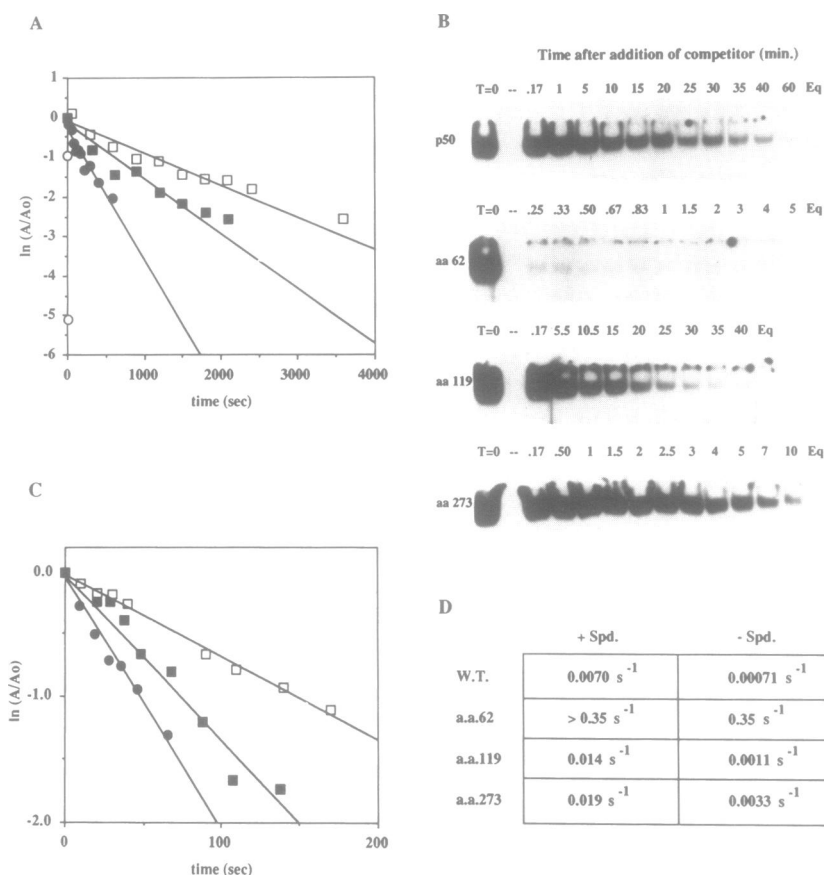 A
1
0
-1
-2
-3
-4
-5
-6
ln (A/Ao)
0 1000 2000 3000 4000
time (sec)
B
Time after addition of competitor (min.)
T=0 -- .17 1 5 10 15 20 25 30 35 40 60 Eq
p50
T=0 -- .25 .33 .50 .67 .83 1 1.5 2 3 4 5 Eq
aa 62
T=0 -- .17 5.5 10.5 15 20 25 30 35 40 Eq
aa 119
T=0 -- .17 .50 1 1.5 2 2.5 3 4 5 7 10 Eq
aa 273
C
0.0
-1.0
-2.0
ln (A/Ao)
0 100 200
time (sec)
D
+ Spd. - Spd.
W.T. 0.0070 s⁻¹ 0.00071 s⁻¹
a.a.62 > 0.35 s⁻¹ 0.35 s⁻¹
a.a.119 0.014 s⁻¹ 0.0011 s⁻¹
a.a.273 0.019 s⁻¹ 0.0033 s⁻¹